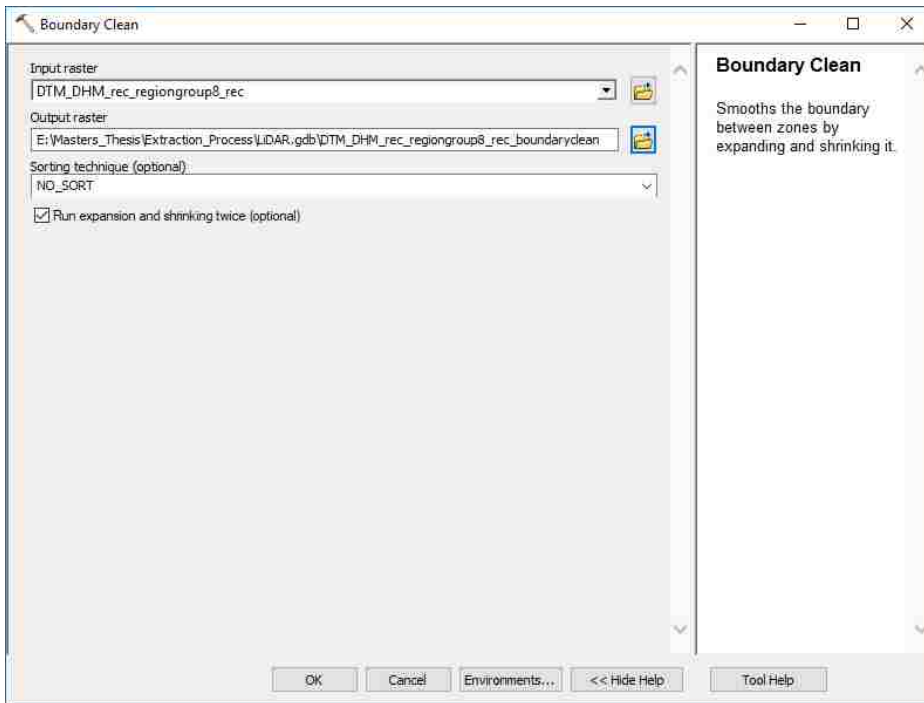 Boundary Clean
Input raster
DTM_DHM_rec_regiongroup8_rec
Output raster
E:\Masters_Thesis\Extraction_Process\LiDAR.gdb\DTM_DHM_rec_regiongroup8_rec_boundaryclean
Sorting technique (optional)
NO_SORT
Run expansion and shrinking twice (optional)
Boundary Clean
Smooths the boundary
between zones by
expanding and shrinking it.
OK
Cancel
Environments...
<< Hide Help
Tool Help